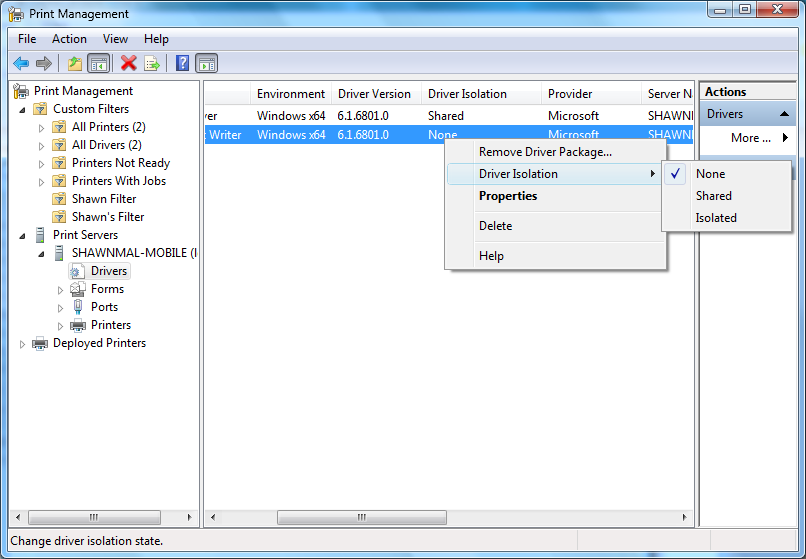 Print Management
File Action View Help
Print Management
Custom Filters
All Printers (2)
All Drivers (2)
Printers Not Ready
Printers With Jobs
Shawn Filter
Shawn's Filter
Print Servers
SHAWNMAL-MOBILE (l
Drivers
Forms
Ports
Printers
Deployed Printers
Environment Driver Version Driver Isolation Provider Server N
ver Windows x64 6.1.6801.0 Shared Microsoft SHAWN
Writer Windows x64 6.1.6801.0 None Microsoft SHAWN
Remove Driver Package...
Driver Isolation
Properties
Delete
Help
None
Shared
Isolated
Actions
Drivers
More ...
Change driver isolation state.